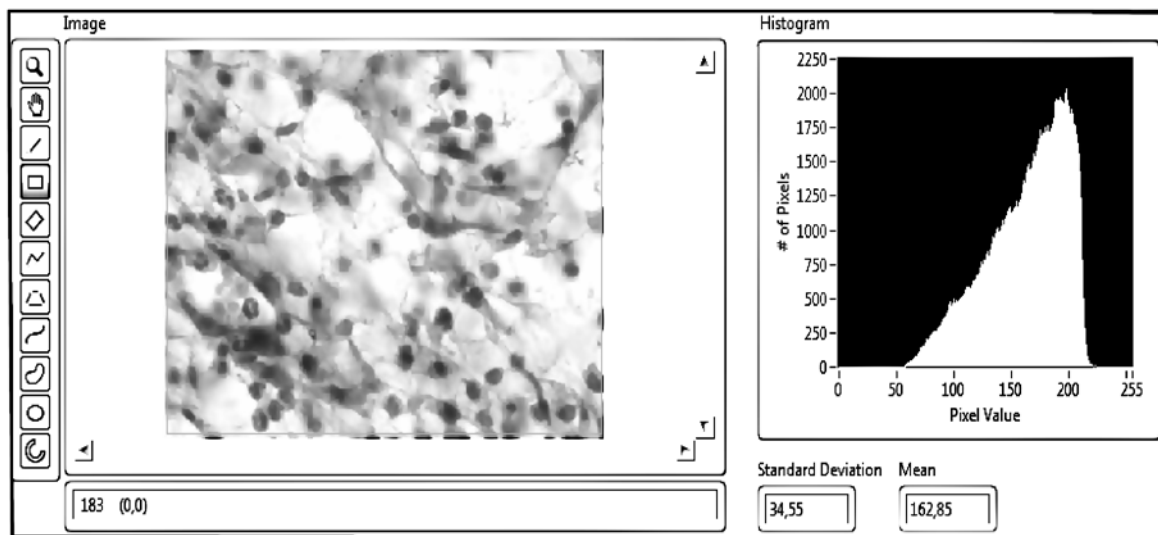 Image
183 (0,0)
Histogram
# of Pixels
2250
2000
1750
1500
1250
1000
750
500
250
0
0 50 100 150 200 255
Pixel Value
Standard Deviation Mean
34,55 162,85